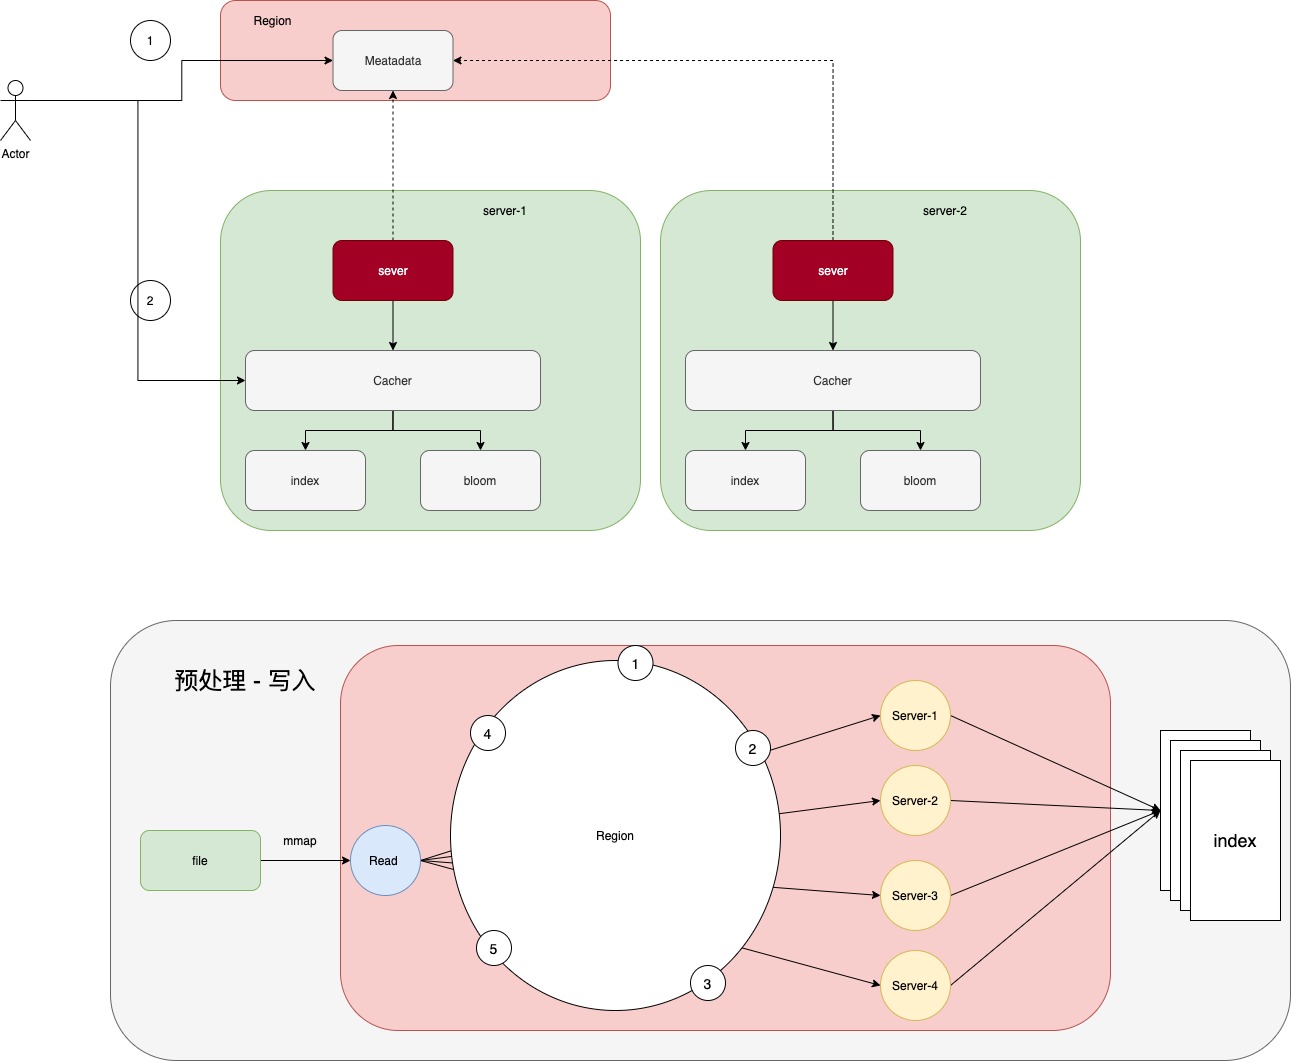 Region
1
Meatadata
Actor
server-1
server-2
sever
sever
2
Cacher
Cacher
index
bloom
index
bloom
预处理 - 写入
1
4
2
Server-1
Server-2
file
mmap
Read
Region
index
Server-3
5
3
Server-4